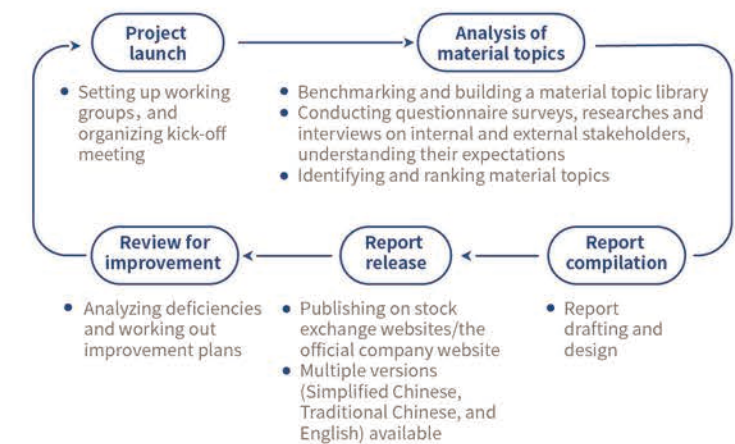 Project
launch
Analysis of
material topics
• Setting up working
groups, and
organizing kick-off
meeting
• Benchmarking and building a material topic library
• Conducting questionnaire surveys, researches and
interviews on internal and external stakeholders,
understanding their expectations
• Identifying and ranking material topics
Review for
improvement
Report
release
Report
compilation
• Analyzing deficiencies
and working out
improvement plans
• Publishing on stock
exchange websites/the
official company website
• Multiple versions
(Simplified Chinese,
Traditional Chinese, and
English) available
• Report
drafting and
design